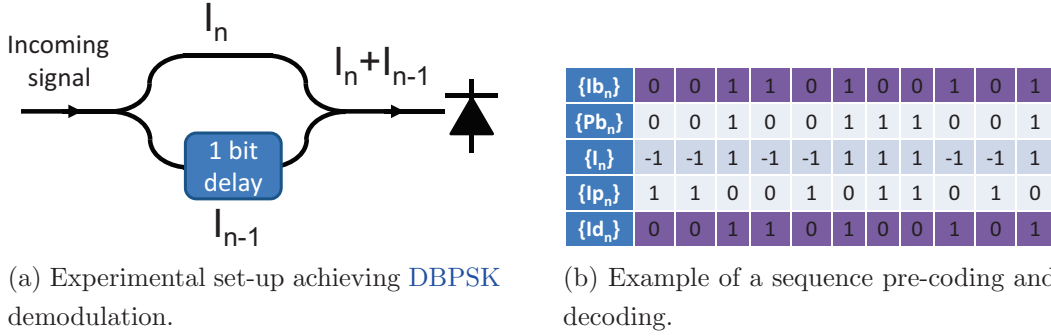 Incoming
signal
I_n
I_n+I_{n-1}
1 bit
delay
I_{n-1}
(a) Experimental set-up achieving DBPSK
demodulation.
{Ib_n} 0 0 1 1 0 1 0 0 1 0 1
{Pb_n} 0 0 1 0 0 1 1 1 0 0 1
{I_n} -1 -1 1 -1 -1 1 1 1 -1 -1 1
{Ip_n} 1 1 0 0 1 0 1 1 0 1 0
{Id_n} 0 0 1 1 0 1 0 0 1 0 1
(b) Example of a sequence pre-coding and
decoding.